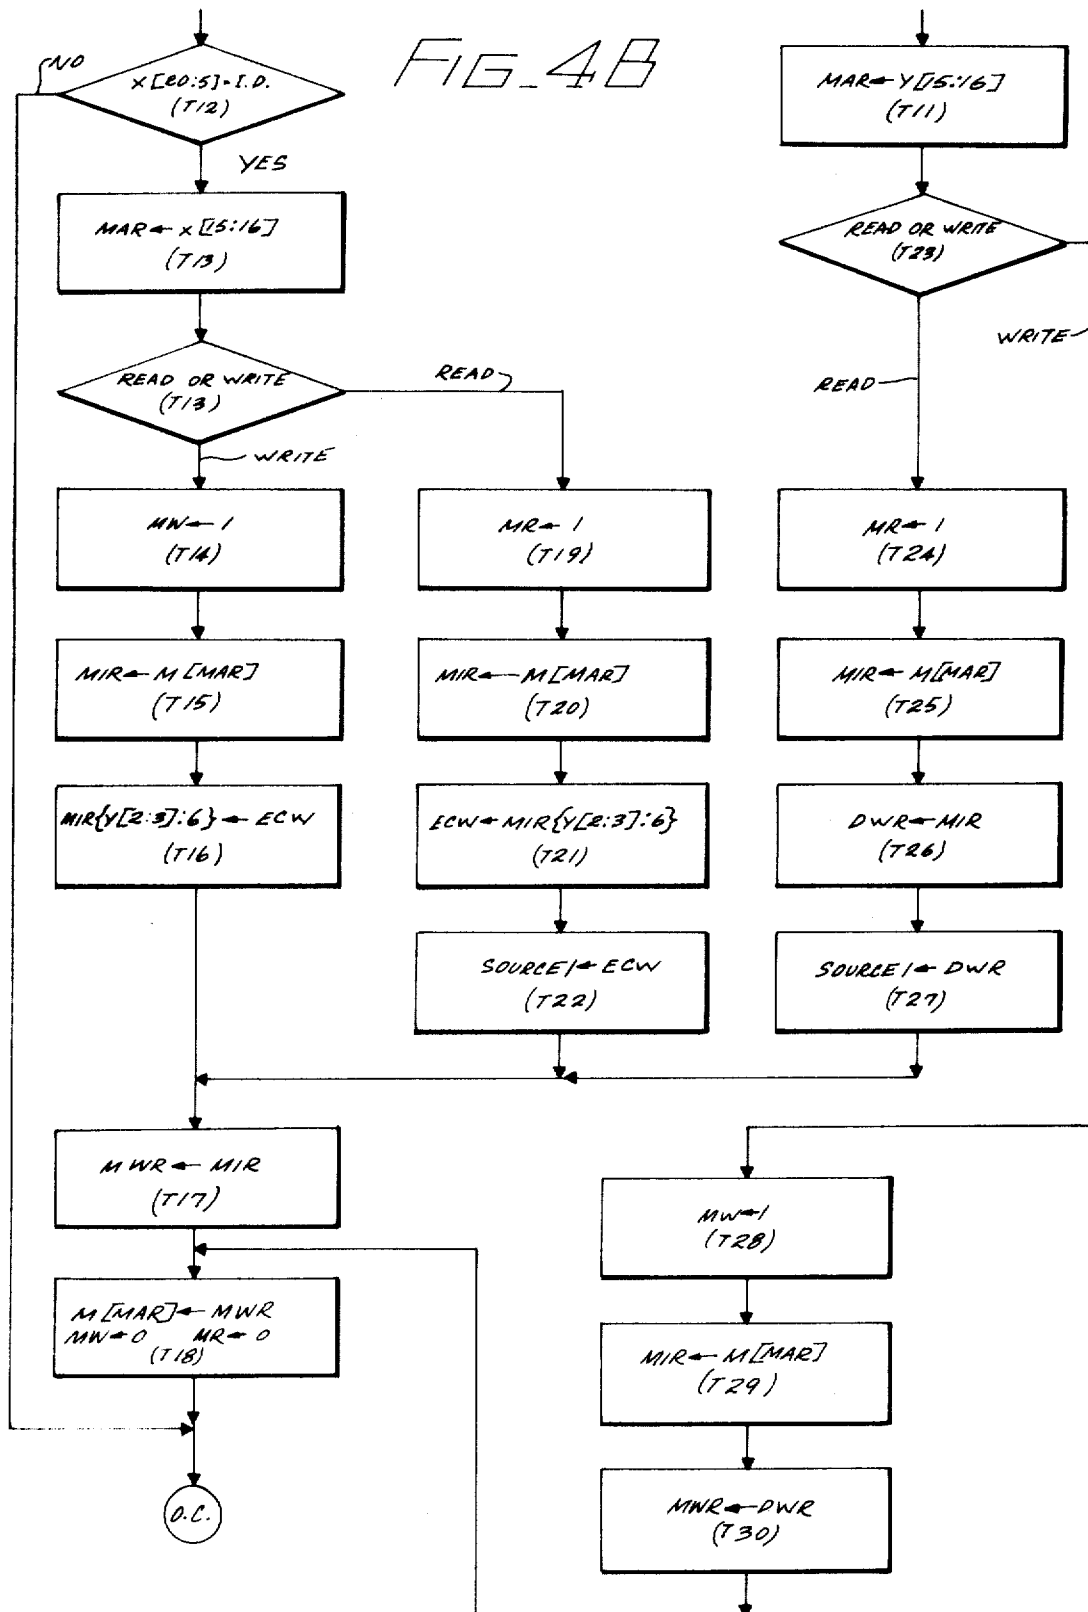 FIG_4B
NO
X[20:5]=I.D.
(T12)
YES
MAR←X[15:16]
(T13)
READ OR WRITE
(T13)
READ
WRITE
MW←1
(T14)
MIR←M[MAR]
(T15)
MIR{Y[2:3]:6}←ECW
(T16)
MR←1
(T19)
MIR←M[MAR]
(T20)
ECW←MIR{Y[2:3]:6}
(T21)
SOURCE1←ECW
(T22)
MAR←Y[15:16]
(T11)
READ OR WRITE
(T23)
WRITE
READ
MR←1
(T24)
MIR←M[MAR]
(T25)
DWR←MIR
(T26)
SOURCE1←DWR
(T27)
MWR←MIR
(T17)
M[MAR]←MWR
MW←0 MR←0
(T18)
O.C.
MW←1
(T28)
MIR←M[MAR]
(T29)
MWR←DWR
(T30)